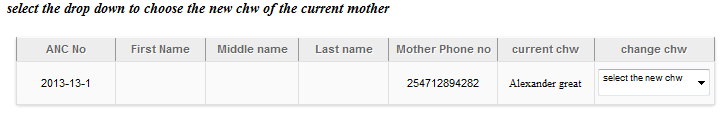 select the drop down to choose the new chw of the current mother
ANC No First Name Middle name Last name Mother Phone no current chw change chw
2013-13-1 254712894282 Alexander great select the new chw